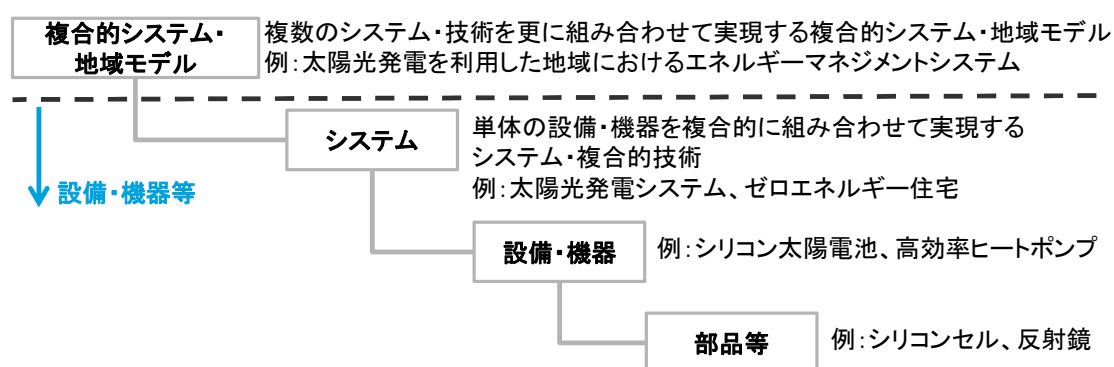 複合的システム・
地域モデル
複数のシステム・技術を更に組み合わせて実現する複合的システム・地域モデル
例：太陽光発電を利用した地域におけるエネルギーマネジメントシステム
システム
単体の設備・機器を複合的に組み合わせて実現する
システム・複合的技術
例：太陽光発電システム、ゼロエネルギー住宅
設備・機器等
設備・機器
例：シリコン太陽電池、高効率ヒートポンプ
部品等
例：シリコンセル、反射鏡